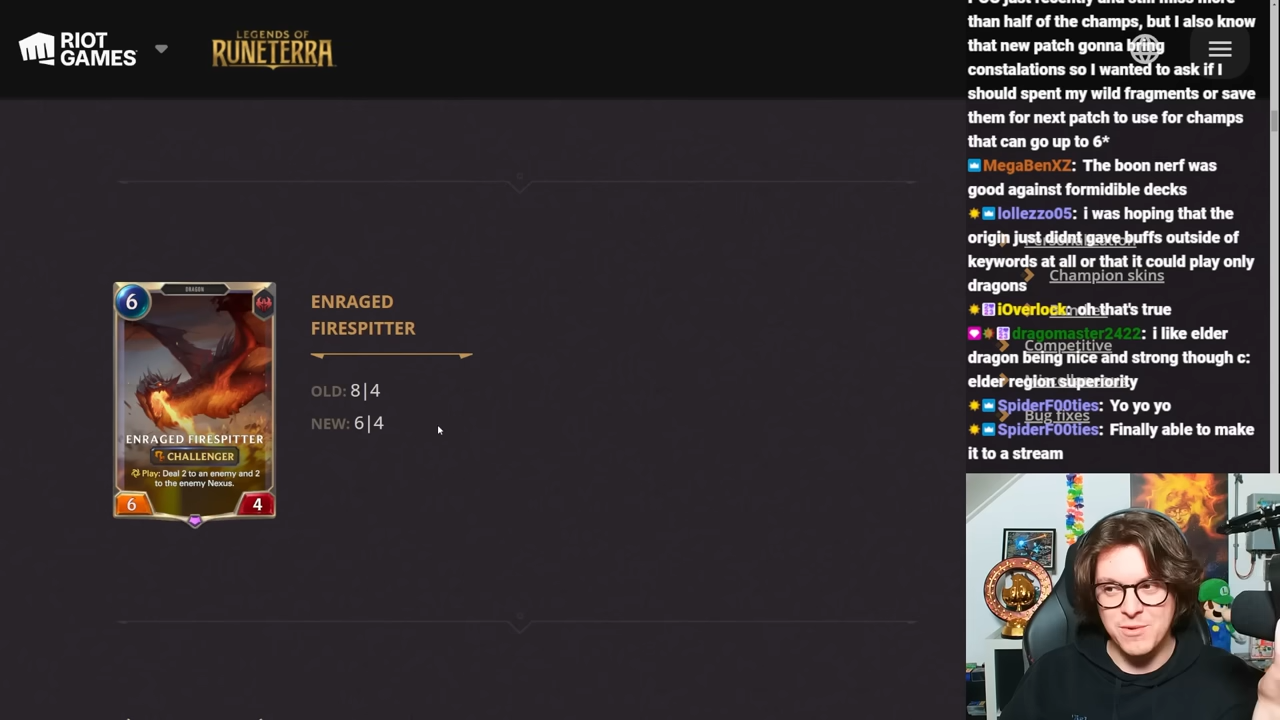 RIOT
GAMES
LEGENDS OF
RUNETERRA
DRAGON
6
ENRAGED FIRESPITTER
CHALLENGER
Play: Deal 2 to an enemy and 2
to the enemy Nexus.
6
4
ENRAGED
FIRESPITTER
OLD: 8|4
NEW: 6|4
than half of the champs, but I also know
that new patch gonna bring
constalations so I wanted to ask if I
should spent my wild fragments or save
them for next patch to use for champs
that can go up to 6*
MegaBenXZ: The boon nerf was
good against formidible decks
lollezzo05: i was hoping that the
origin just didnt gave buffs outside of
Personalization
keywords at all or that it could play only
Champion skins
dragons
iOverlock: oh that's true
dragomaster2422: i like elder
dragon being nice and strong though c:
Competitive
elder region superiority
SpiderF00ties: Yo yo yo
Bug fixes
SpiderF00ties: Finally able to make
it to a stream